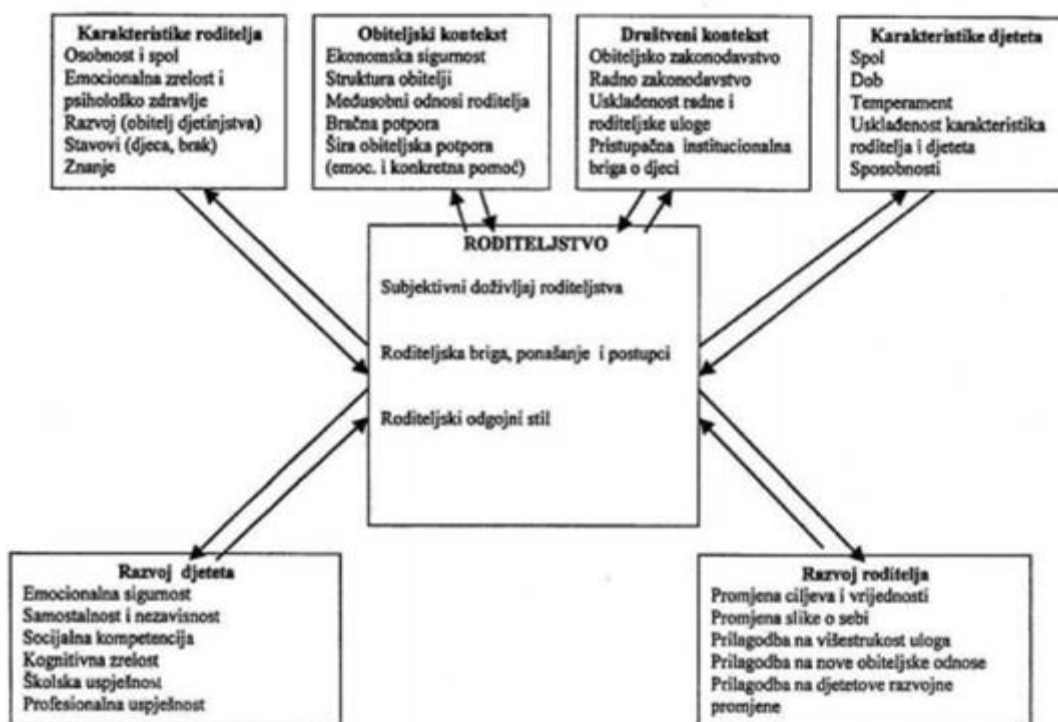 Karakteristike roditelja
Osobnost i spol
Emocionalna zrelost i
psihološko zdravlje
Razvoj (obitelj djetinjstva)
Stavovi (djeca, brak)
Znanje
Obiteljski kontekst
Ekonomska sigurnost
Struktura obitelji
Međusobni odnosi roditelja
Bračna potpora
Šira obiteljska potpora
(emoc. i konkretna pomoć)
Društveni kontekst
Obiteljsko zakonodavstvo
Radno zakonodavstvo
Usklađenost radne i
roditeljske uloge
Pristupačna institucionalna
briga o djeci
Karakteristike djeteta
Spol
Dob
Temperament
Usklađenost karakteristika
roditelja i djeteta
Sposobnosti
RODITELJSTVO
Subjektivni doživljaj roditeljstva
Roditeljska briga, ponašanje i postupci
Roditeljski odgojni stil
Razvoj djeteta
Emocionalna sigurnost
Samostalnost i nezavisnost
Socijalna kompetencija
Kognitivna zrelost
Školska uspješnost
Profesionalna uspješnost
Razvoj roditelja
Promjena ciljeva i vrijednosti
Promjena slike o sebi
Prilagodba na višestrukost uloga
Prilagodba na nove obiteljske odnose
Prilagodba na djetetove razvojne
promjene